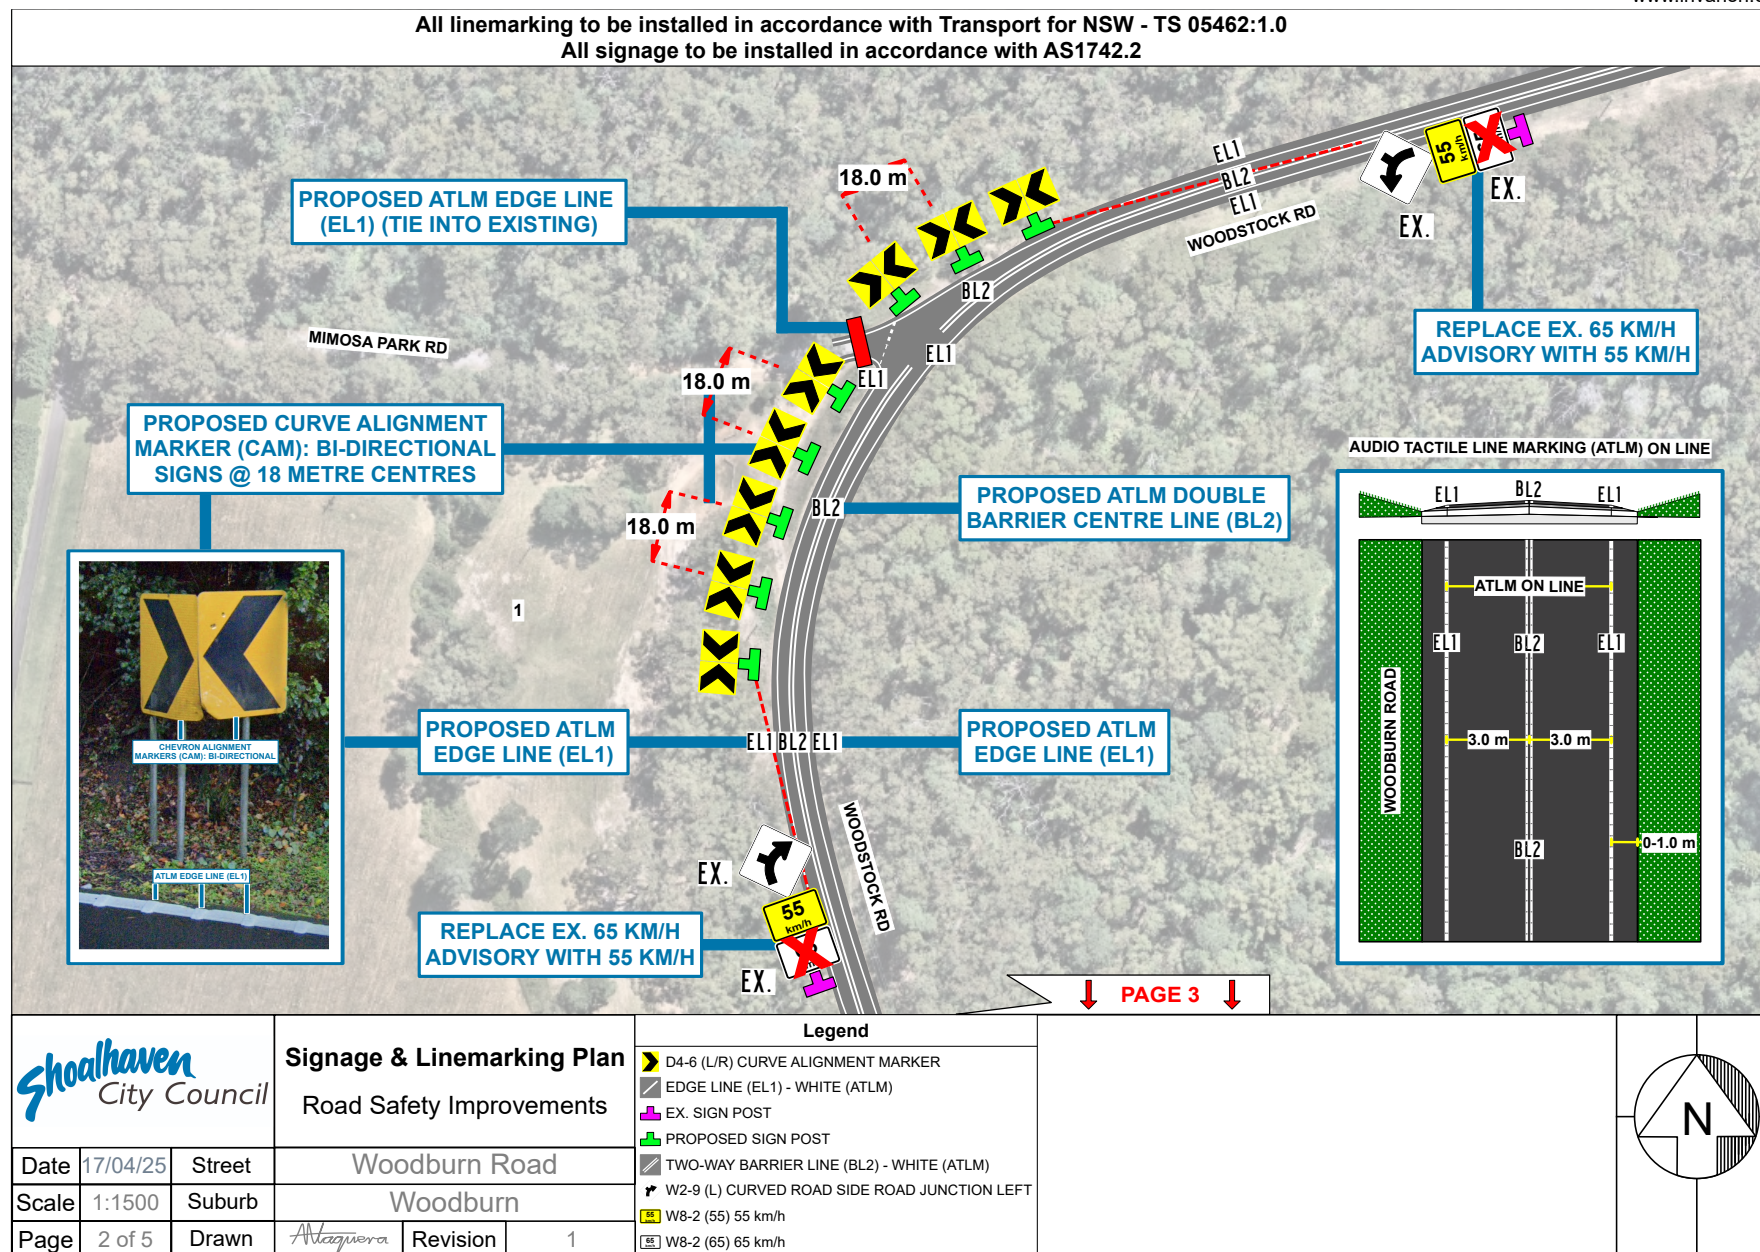 All linemarking to be installed in accordance with Transport for NSW - TS 05462:1.0
All signage to be installed in accordance with AS1742.2
PROPOSED ATLM EDGE LINE
(EL1) (TIE INTO EXISTING)
18.0 m
EL1
BL2
EL1
WOODSTOCK RD
55
km/h
EX.
EX.
BL2
MIMOSA PARK RD
EL1
EL1
REPLACE EX. 65 KM/H
ADVISORY WITH 55 KM/H
18.0 m
PROPOSED CURVE ALIGNMENT
MARKER (CAM): BI-DIRECTIONAL
SIGNS @ 18 METRE CENTRES
18.0 m
BL2
PROPOSED ATLM DOUBLE
BARRIER CENTRE LINE (BL2)
1
AUDIO TACTILE LINE MARKING (ATLM) ON LINE
EL1
BL2
EL1
ATLM ON LINE
EL1
BL2
EL1
WOODBURN ROAD
3.0 m
3.0 m
BL2
0-1.0 m
CHEVRON ALIGNMENT
MARKERS (CAM): BI-DIRECTIONAL
ATLM EDGE LINE (EL1)
PROPOSED ATLM
EDGE LINE (EL1)
EL1
BL2
EL1
PROPOSED ATLM
EDGE LINE (EL1)
WOODSTOCK RD
EX.
55
km/h
REPLACE EX. 65 KM/H
ADVISORY WITH 55 KM/H
EX.
PAGE 3
Shoalhaven
City Council
Signage & Linemarking Plan
Road Safety Improvements
Date 17/04/25 Street Woodburn Road
Scale 1:1500 Suburb Woodburn
Page 2 of 5 Drawn Revision 1
Legend
D4-6 (L/R) CURVE ALIGNMENT MARKER
EDGE LINE (EL1) - WHITE (ATLM)
EX. SIGN POST
PROPOSED SIGN POST
TWO-WAY BARRIER LINE (BL2) - WHITE (ATLM)
W2-9 (L) CURVED ROAD SIDE ROAD JUNCTION LEFT
55 km/h W8-2 (55) 55 km/h
65 km/h W8-2 (65) 65 km/h
N